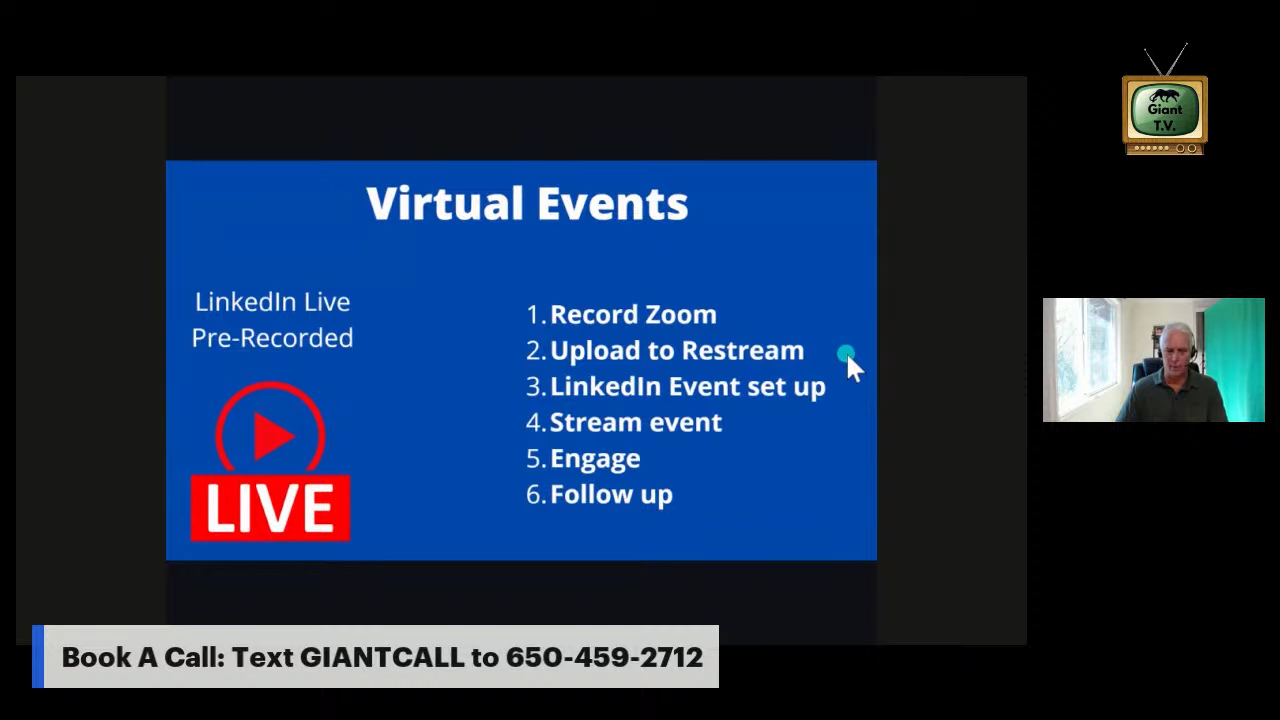 Giant
T.V.
Virtual Events
LinkedIn Live
Pre-Recorded
LIVE
1. Record Zoom
2. Upload to Restream
3. LinkedIn Event set up
4. Stream event
5. Engage
6. Follow up
Book A Call: Text GIANTCALL to 650-459-2712